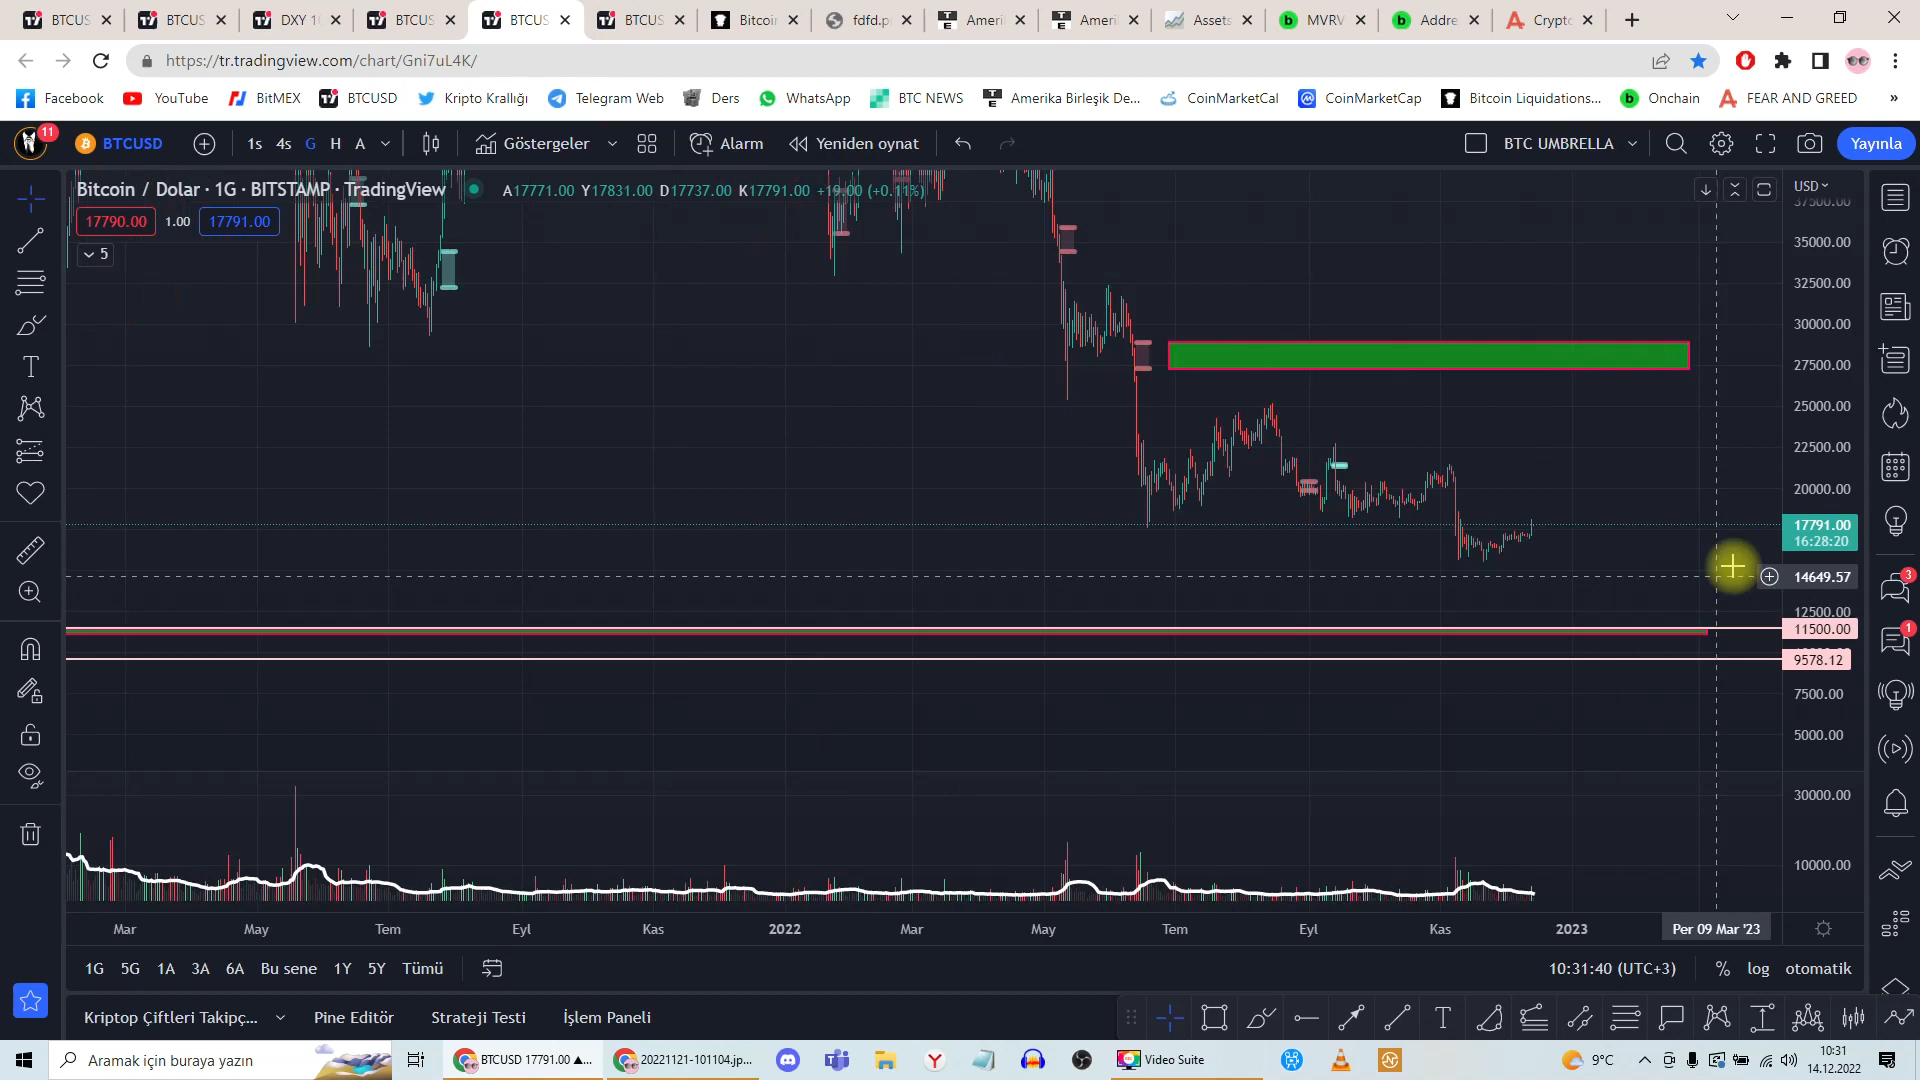 BTCUS BTCUS DXY 1 BTCUS BTCUS BTCUS Bitcoi fdfd.p Ameri Ameri Assets MVRV Addre Crypto
https://tr.tradingview.com/chart/Gni7uL4K/
Facebook YouTube BitMEX BTCUSD Kripto Krallığı Telegram Web Ders WhatsApp BTC NEWS Amerika Birleşik De... CoinMarketCal CoinMarketCap Bitcoin Liquidations... Onchain FEAR AND GREED »
11 BTCUSD 1s 4s G H A Göstergeler Alarm Yeniden oynat BTC UMBRELLA Yayınla
Bitcoin / Dolar · 1G · BITSTAMP · TradingView A17771.00 Y17831.00 D17737.00 K17791.00 +19.00 (+0.11%) USD
17790.00 1.00 17791.00
5
37500.00
35000.00
32500.00
30000.00
27500.00
25000.00
22500.00
20000.00
17791.00
16:28:20
14649.57
12500.00
11500.00
9578.12
7500.00
5000.00
30000.00
10000.00
3
1
Mar May Tem Eyl Kas 2022 Mar May Tem Eyl Kas 2023 Per 09 Mar '23
1G 5G 1A 3A 6A Bu sene 1Y 5Y Tümü 10:31:40 (UTC+3) % log otomatik
Kriptop Çiftleri Takipç... Pine Editör Strateji Testi İşlem Paneli
Aramak için buraya yazın BTCUSD 17791.00 ▲... 20221121-101104.jp... Video Suite 9°C 10:31
14.12.2022